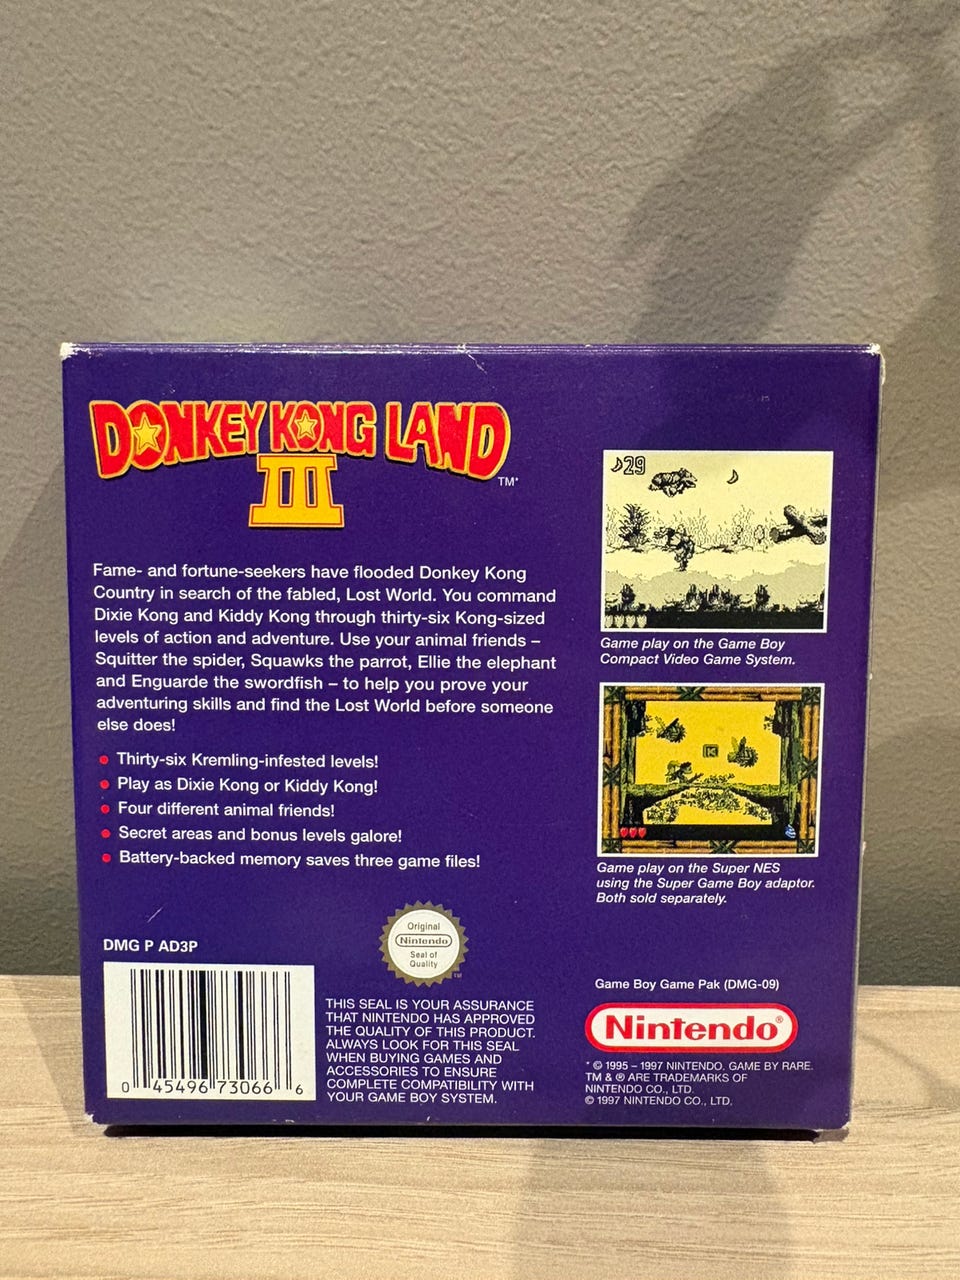 DONKEY KONG LAND
III
TM*
Fame- and fortune-seekers have flooded Donkey Kong
Country in search of the fabled, Lost World. You command
Dixie Kong and Kiddy Kong through thirty-six Kong-sized
levels of action and adventure. Use your animal friends –
Squitter the spider, Squawks the parrot, Ellie the elephant
and Enguarde the swordfish – to help you prove your
adventuring skills and find the Lost World before someone
else does!
• Thirty-six Kremling-infested levels!
• Play as Dixie Kong or Kiddy Kong!
• Four different animal friends!
• Secret areas and bonus levels galore!
• Battery-backed memory saves three game files!
29
Game play on the Game Boy
Compact Video Game System.
K
Game play on the Super NES
using the Super Game Boy adaptor.
Both sold separately.
DMG P AD3P
0 45496 73066 6
Original
Nintendo
Seal of
Quality
TM
THIS SEAL IS YOUR ASSURANCE
THAT NINTENDO HAS APPROVED
THE QUALITY OF THIS PRODUCT.
ALWAYS LOOK FOR THIS SEAL
WHEN BUYING GAMES AND
ACCESSORIES TO ENSURE
COMPLETE COMPATIBILITY WITH
YOUR GAME BOY SYSTEM.
Game Boy Game Pak (DMG-09)
Nintendo®
* © 1995 – 1997 NINTENDO. GAME BY RARE.
TM & ® ARE TRADEMARKS OF
NINTENDO CO., LTD.
© 1997 NINTENDO CO., LTD.